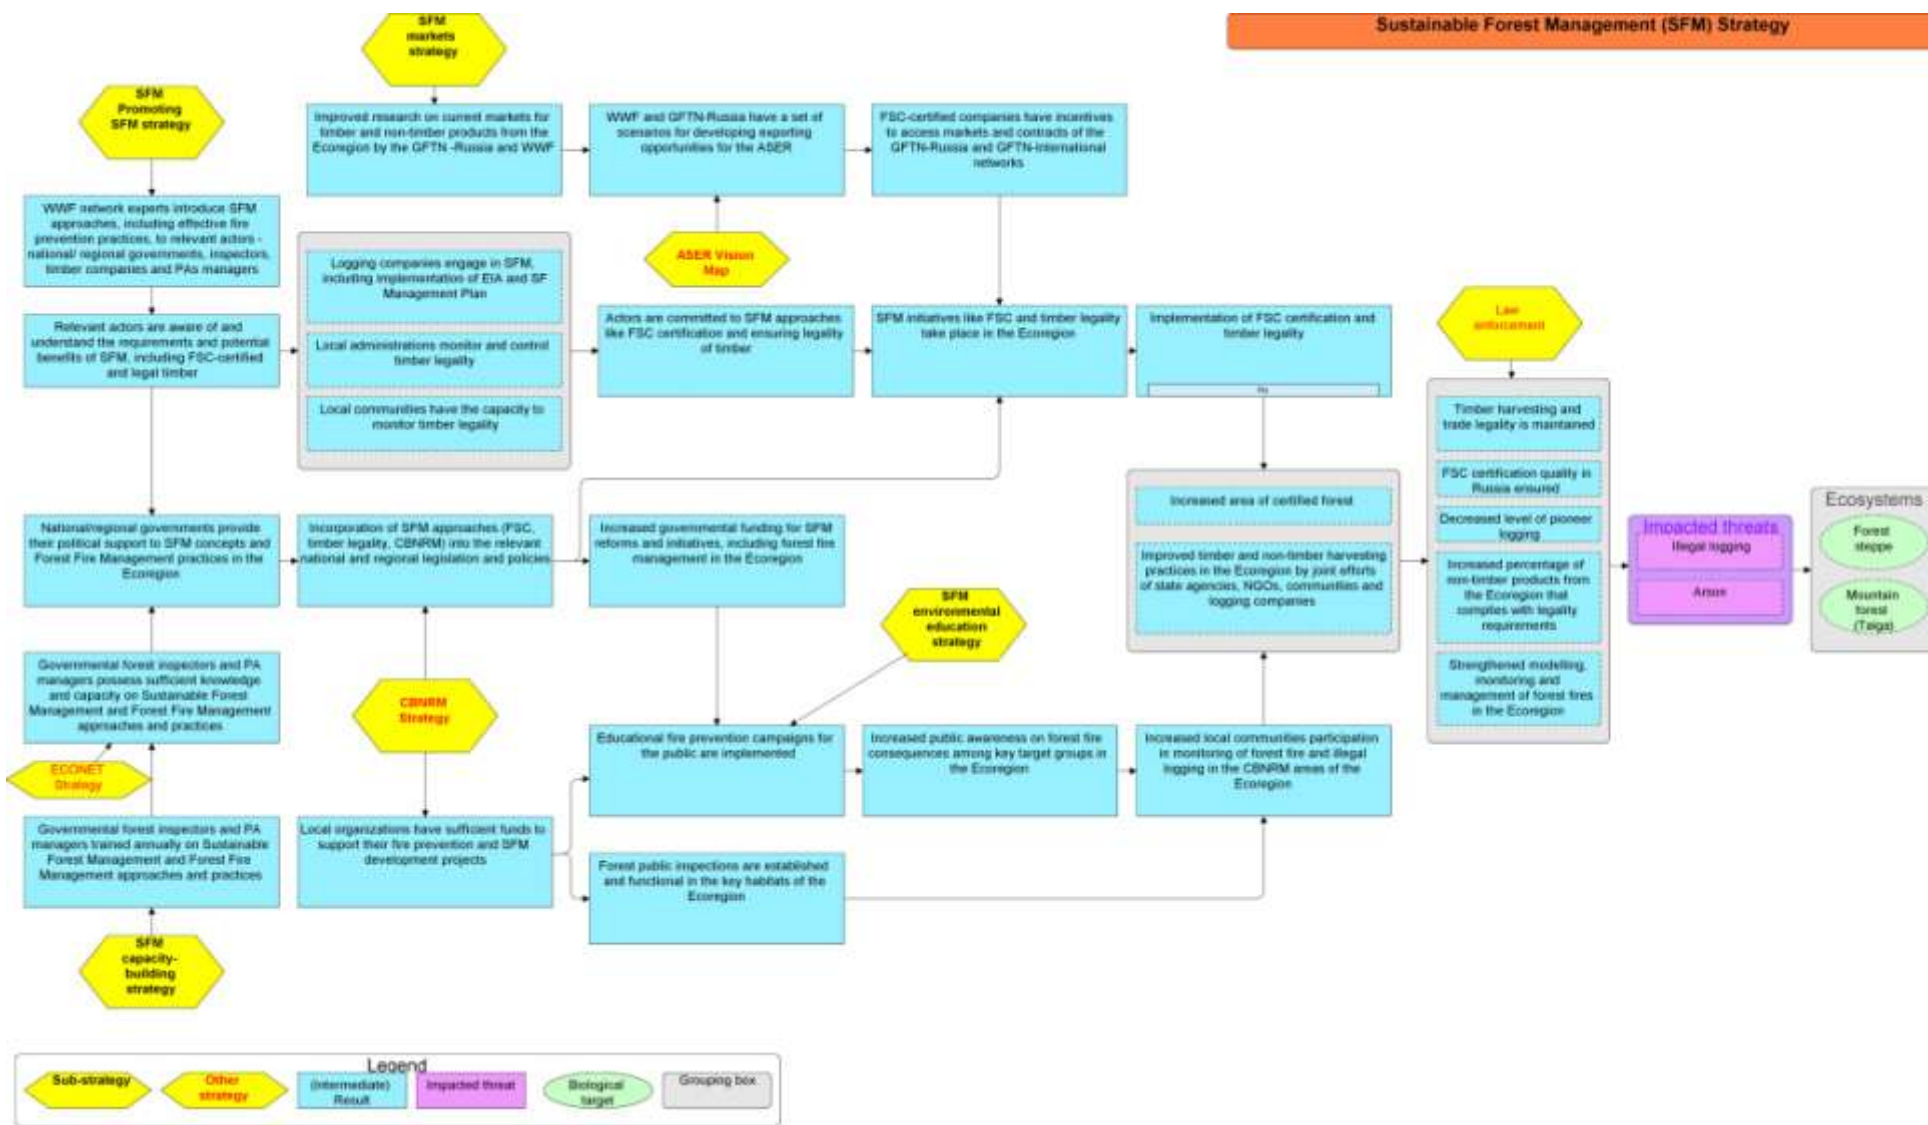 Sustainable Forest Management (SFM) Strategy
SFM
markets
strategy
SFM
Promoting
SFM strategy
Improved research on current markets for
timber and non-timber products from the
Ecoregion by the GFTN -Russia and WWF
WWF and GFTN-Russia have a set of
scenarios for developing exporting
opportunities for the ASER
FSC-certified companies have incentives
to access markets and contracts of the
GFTN-Russia and GFTN-International
networks
WWF network experts introduce SFM
approaches, including effective fire
prevention practices, to relevant actors -
national/ regional governments, inspectors,
timber companies and PAs managers
ASER Vision
Map
Logging companies engage in SFM,
including implementation of EIA and SF
Management Plan
Local administrations monitor and control
timber legality
Local communities have the capacity to
monitor timber legality
Relevant actors are aware of and
understand the requirements and potential
benefits of SFM, including FSC-certified
and legal timber
Actors are committed to SFM approaches
like FSC certification and ensuring legality
of timber
SFM initiatives like FSC and timber legality
take place in the Ecoregion
Implementation of FSC certification and
timber legality
Law
enforcement
Timber harvesting and
trade legality is maintained
FSC certification quality in
Russia ensured
Decreased level of pioneer
logging
Increased percentage of
non-timber products from
the Ecoregion that
complies with legality
requirements
Strengthened modelling,
monitoring and
management of forest fires
in the Ecoregion
Increased area of certified forest
Improved timber and non-timber harvesting
practices in the Ecoregion by joint efforts
of state agencies, NGOs, communities and
logging companies
Impacted threats
Illegal logging
Arson
Ecosystems
Forest
steppe
Mountain
forest
(Taiga)
National/regional governments provide
their political support to SFM concepts and
Forest Fire Management practices in the
Ecoregion
Incorporation of SFM approaches (FSC,
timber legality, CBNRM) into the relevant
national and regional legislation and policies
Increased governmental funding for SFM
reforms and initiatives, including forest fire
management in the Ecoregion
SFM
environmental
education
strategy
Governmental forest inspectors and PA
managers possess sufficient knowledge
and capacity on Sustainable Forest
Management and Forest Fire Management
approaches and practices
CBNRM
Strategy
Educational fire prevention campaigns for
the public are implemented
Increased public awareness on forest fire
consequences among key target groups in
the Ecoregion
Increased local communities participation
in monitoring of forest fire and illegal
logging in the CBNRM areas of the
Ecoregion
ECONET
Strategy
Governmental forest inspectors and PA
managers trained annually on Sustainable
Forest Management and Forest Fire
Management approaches and practices
Local organizations have sufficient funds to
support their fire prevention and SFM
development projects
Forest public inspections are established
and functional in the key habitats of the
Ecoregion
SFM
capacity-
building
strategy
Legend
Sub-strategy
Other
strategy
(Intermediate)
Result
Impacted threat
Biological
target
Grouping box